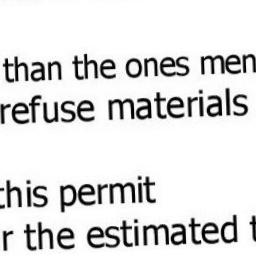 than the ones men
refuse materials
this permit
r the estimated t